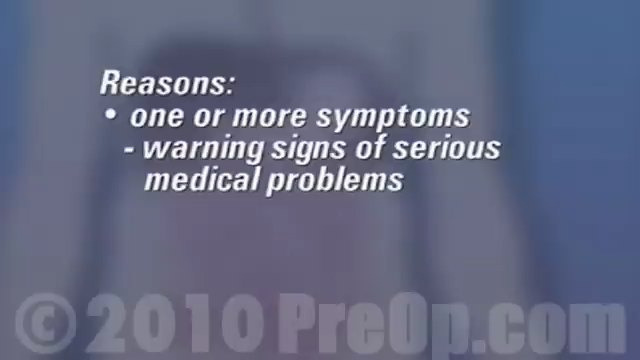 Reasons:
• one or more symptoms
- warning signs of serious
medical problems
© 2010 PreOp.com